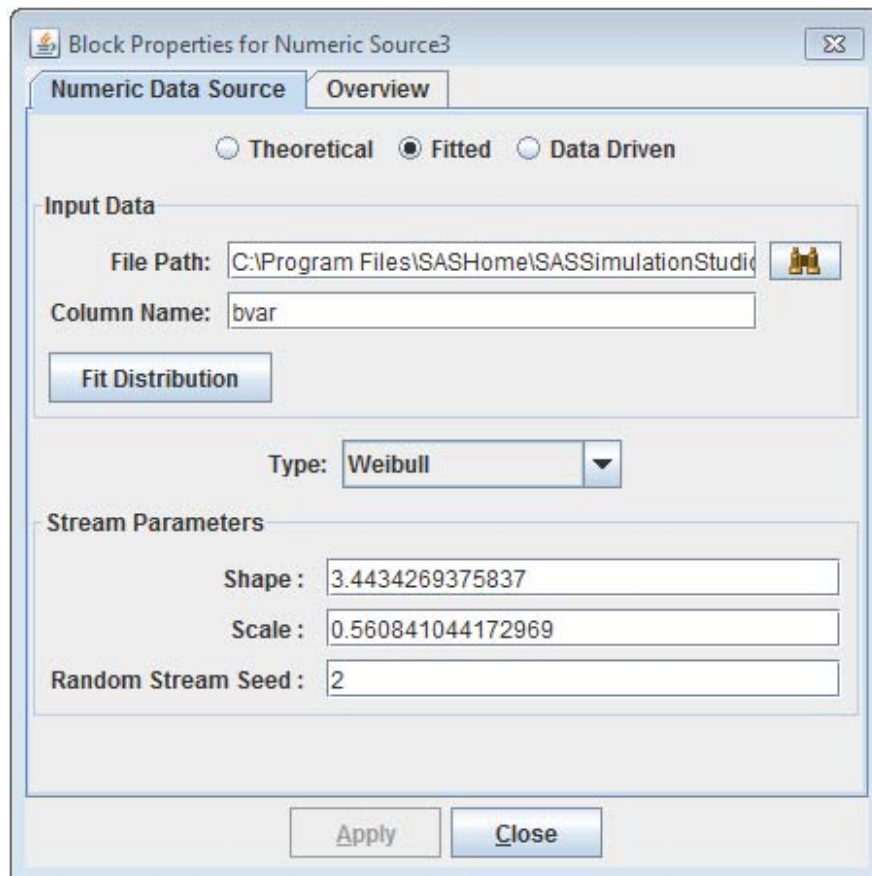 Block Properties for Numeric Source3
Numeric Data Source Overview
Theoretical Fitted Data Driven
Input Data
File Path: C:\Program Files\SASHome\SASSimulationStudio
Column Name: bvar
Fit Distribution
Type: Weibull
Stream Parameters
Shape : 3.4434269375837
Scale : 0.560841044172969
Random Stream Seed : 2
Apply Close